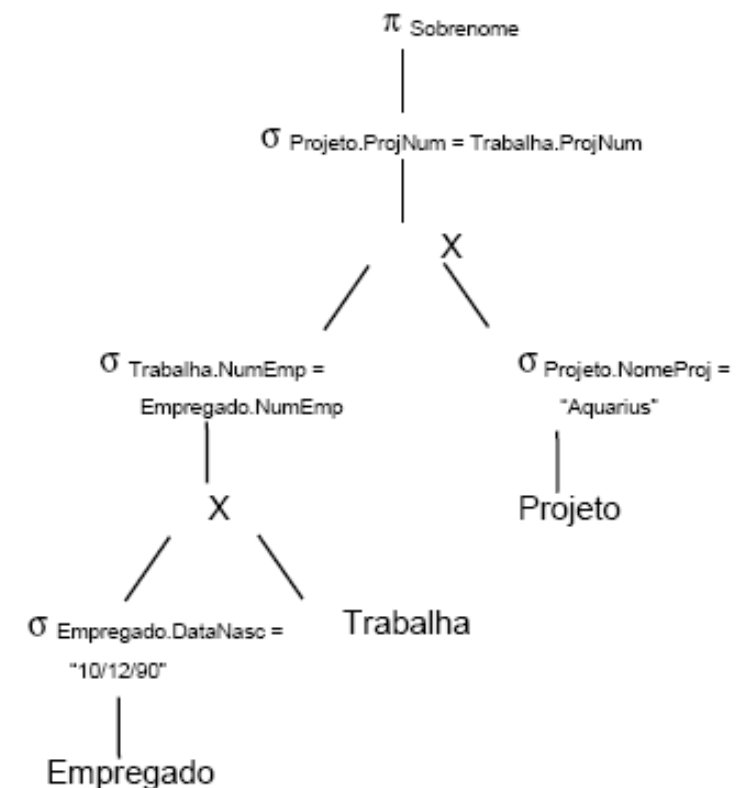 π Sobrenome
σ Projeto.ProjNum = Trabalha.ProjNum
X
σ Trabalha.NumEmp =
Empregado.NumEmp
σ Projeto.NomeProj =
"Aquarius"
X
Projeto
σ Empregado.DataNasc =
"10/12/90"
Trabalha
Empregado